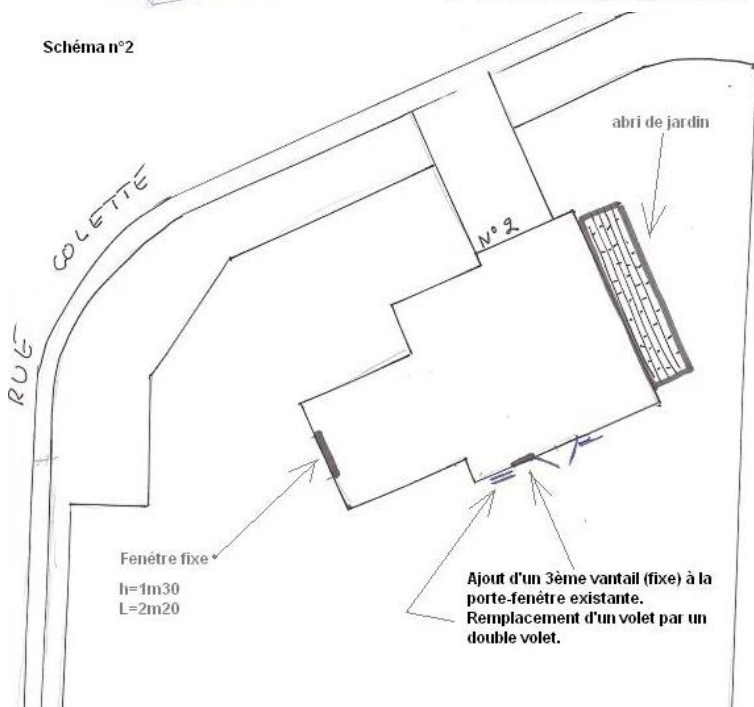 Schéma n°2
abri de jardin
RUE COLETTE
N° 2
Fenétre fixe
h=1m30
L=2m20
Ajout d'un 3ème vantail (fixe) à la
porte-fenêtre existante.
Remplacement d'un volet par un
double volet.